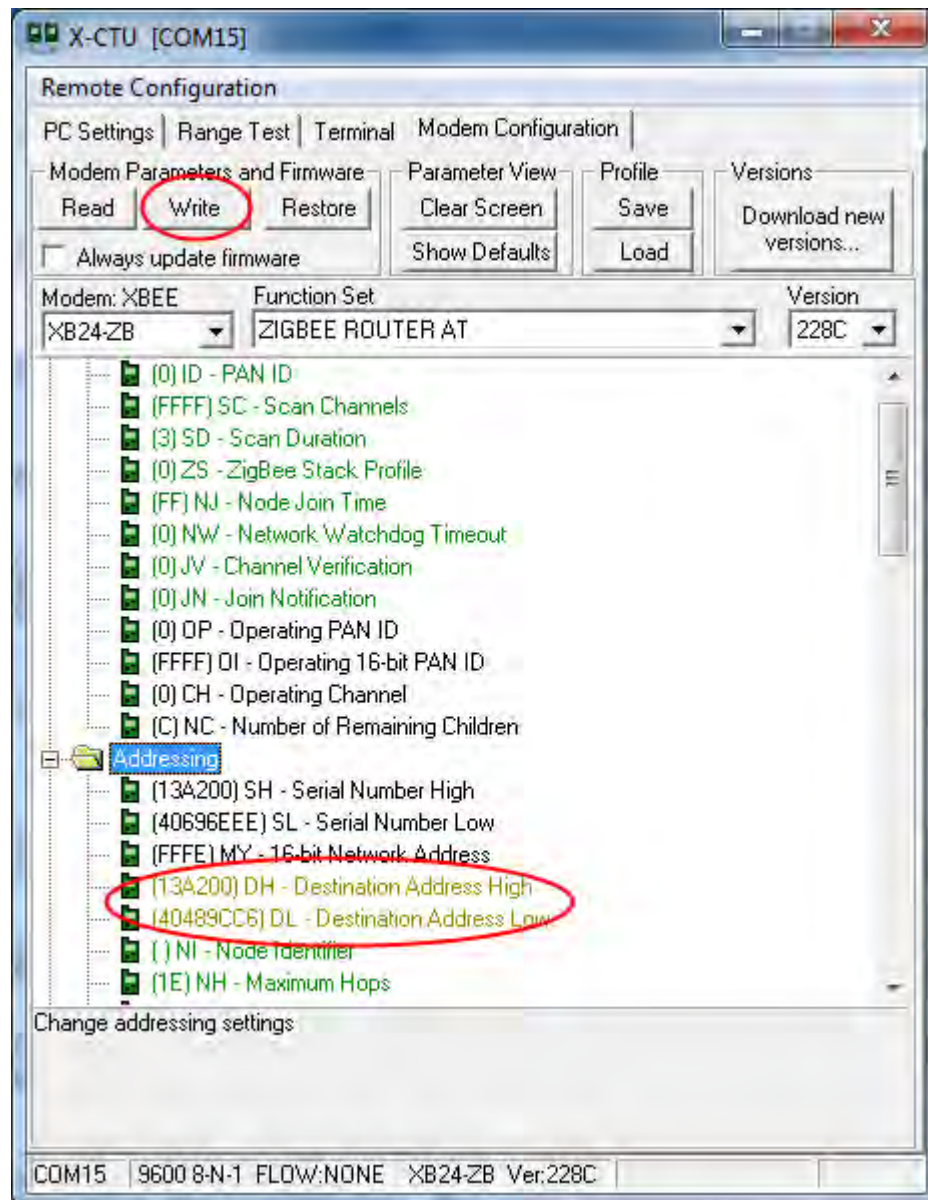 X-CTU [COM15]
Remote Configuration
PC Settings Range Test Terminal Modem Configuration
Modem Parameters and Firmware Parameter View Profile Versions
Read Write Restore Clear Screen Save Download new versions...
Always update firmware Show Defaults Load
Modem: XBEE Function Set Version
XB24-ZB ZIGBEE ROUTER AT 228C
(0) ID - PAN ID
(FFFF) SC - Scan Channels
(3) SD - Scan Duration
(0) ZS - ZigBee Stack Profile
(FF) NJ - Node Join Time
(0) NW - Network Watchdog Timeout
(0) JV - Channel Verification
(0) JN - Join Notification
(0) OP - Operating PAN ID
(FFFF) OI - Operating 16-bit PAN ID
(0) CH - Operating Channel
(C) NC - Number of Remaining Children
Addressing
(13A200) SH - Serial Number High
(40696EEE) SL - Serial Number Low
(FFFE) MY - 16-bit Network Address
(13A200) DH - Destination Address High
(40489CC6) DL - Destination Address Low
( ) NI - Node Identifier
(1E) NH - Maximum Hops
Change addressing settings
COM15 9600 8-N-1 FLOW:NONE XB24-ZB Ver:228C